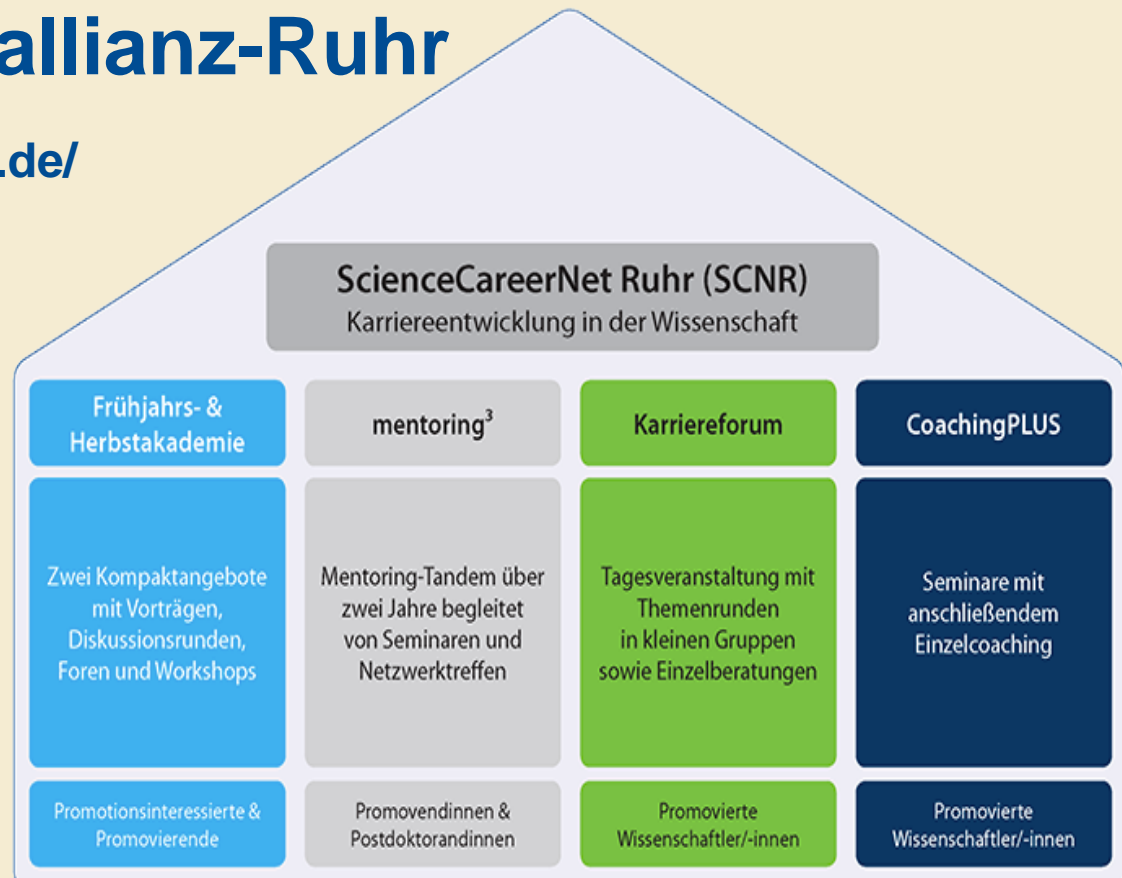 allianz-Ruhr
.de/
ScienceCareerNet Ruhr (SCNR)
Karriereentwicklung in der Wissenschaft
Frühjahrs- &
Herbstakademie
Zwei Kompaktangebote
mit Vorträgen,
Diskussionsrunden,
Foren und Workshops
Promotionsinteressierte &
Promovierende
mentoring³
Mentoring-Tandem über
zwei Jahre begleitet
von Seminaren und
Netzwerktreffen
Promovendinnen &
Postdoktorandinnen
Karriereforum
Tagesveranstaltung mit
Themenrunden
in kleinen Gruppen
sowie Einzelberatungen
Promovierte
Wissenschaftler/-innen
CoachingPLUS
Seminare mit
anschließendem
Einzelcoaching
Promovierte
Wissenschaftler/-innen